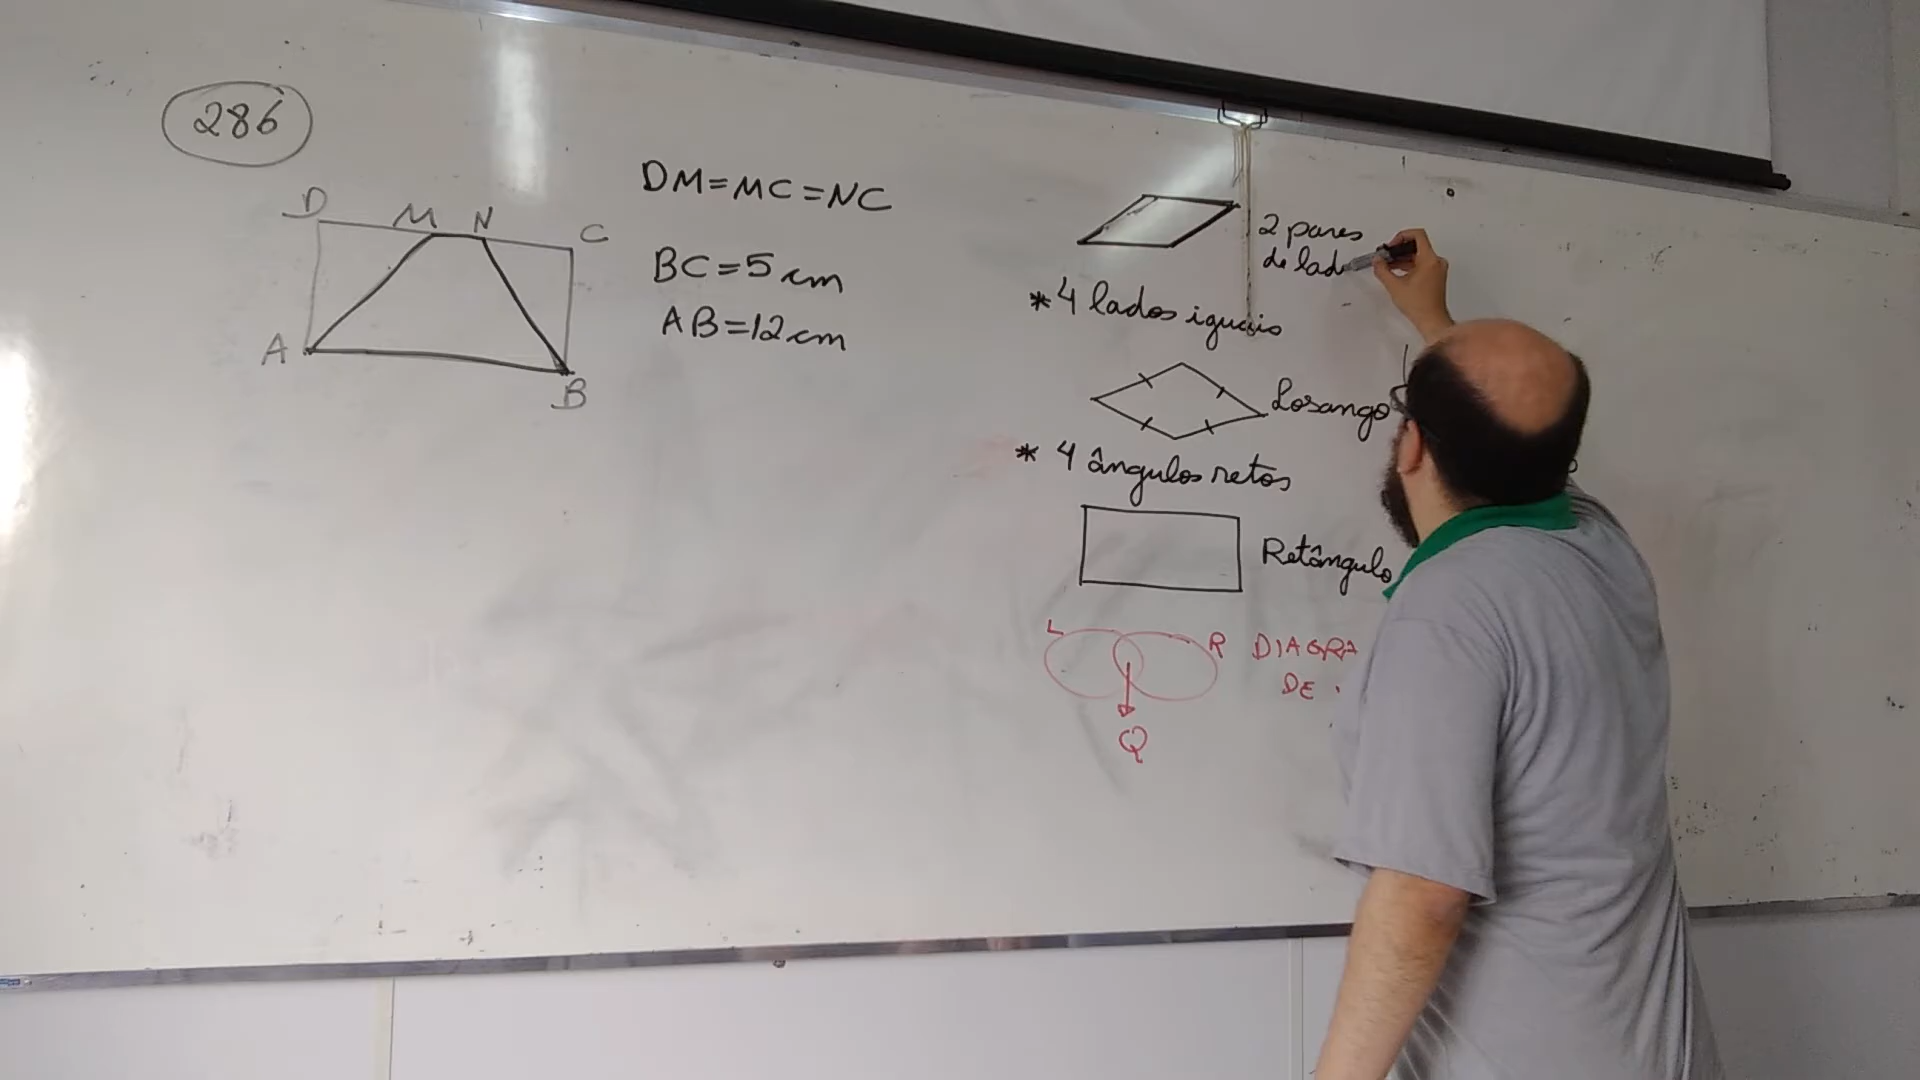 286
D M N C
A
B
DM=MC=NC
BC=5cm
AB=12cm
2 pares
de lad
*4 lados iguais
Losango
* 4 ângulos retos
Retângulo
L R DIAGRA
DE
Q